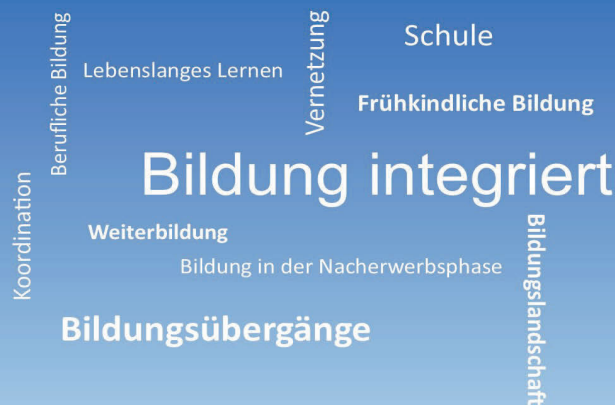 Berufliche Bildung
Lebenslanges Lernen
Vernetzung
Schule
Frühkindliche Bildung
Bildung integriert
Koordination
Weiterbildung
Bildung in der Nacherwerbsphase
Bildungslandschaft
Bildungsübergänge